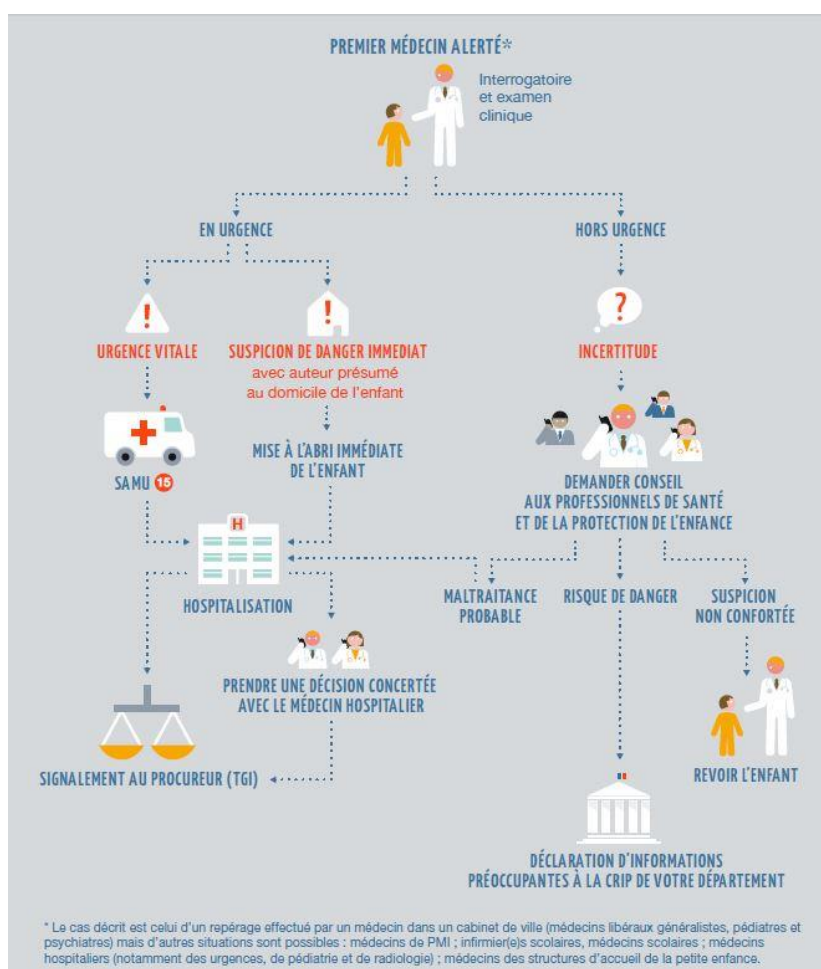 PREMIER MÉDECIN ALERTÉ*
Interrogatoire
et examen
clinique
EN URGENCE
HORS URGENCE
!
!
?
URGENCE VITALE
SUSPICION DE DANGER IMMÉDIAT
avec auteur présumé
au domicile de l'enfant
INCERTITUDE
SAMU 15
MISE À L'ABRI IMMÉDIATE
DE L'ENFANT
DEMANDER CONSEIL
AUX PROFESSIONNELS DE SANTÉ
ET DE LA PROTECTION DE L'ENFANCE
H
HOSPITALISATION
MALTRAITANCE
PROBABLE
RISQUE DE DANGER
SUSPICION
NON CONFORTÉE
PRENDRE UNE DÉCISION CONCERTÉE
AVEC LE MÉDECIN HOSPITALIER
SIGNALEMENT AU PROCUREUR (TGI)
REVOIR L'ENFANT
DÉCLARATION D'INFORMATIONS
PRÉOCCUPANTES À LA CRIP DE VOTRE DÉPARTEMENT
* Le cas décrit est celui d'un repérage effectué par un médecin dans un cabinet de ville (médecins libéraux généralistes, pédiatres et
psychiatres) mais d'autres situations sont possibles : médecins de PMI ; infirmier(e)s scolaires, médecins scolaires ; médecins
hospitaliers (notamment des urgences, de pédiatrie et de radiologie) ; médecins des structures d'accueil de la petite enfance.